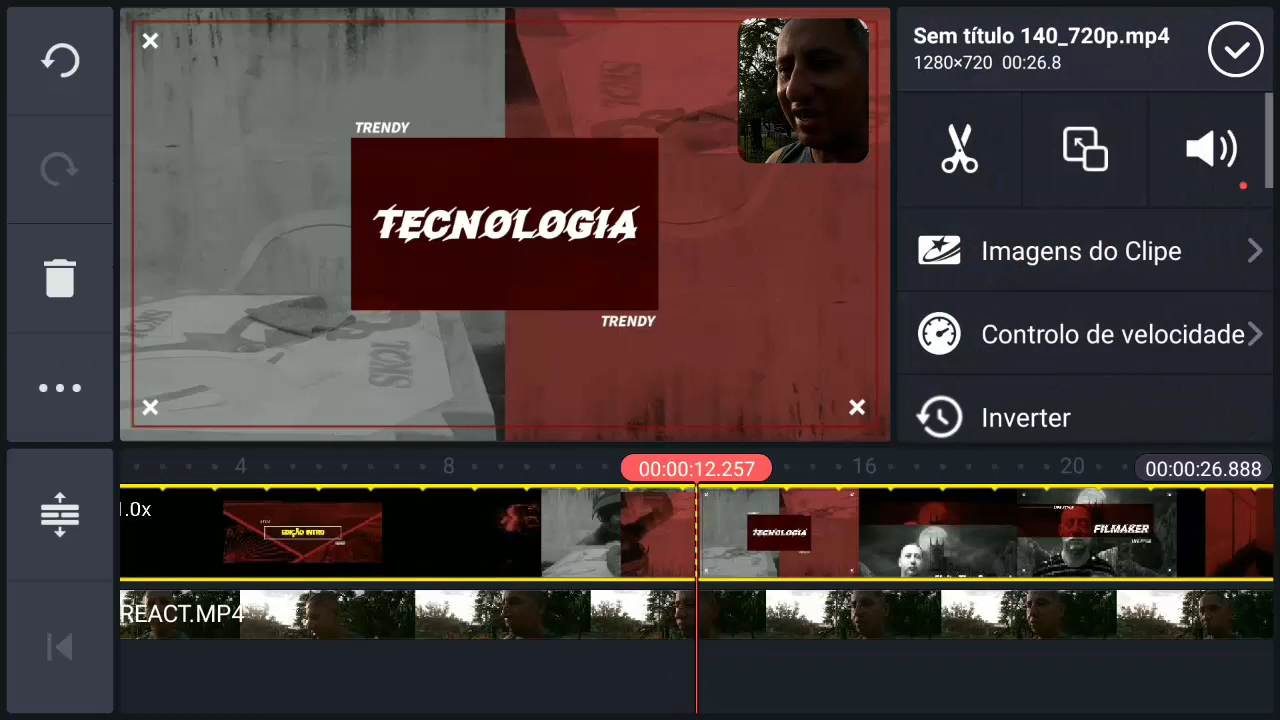 Sem título 140_720p.mp4
1280×720 00:26.8
TRENDY
TECNOLOGIA
TRENDY
Imagens do Clipe
Controlo de velocidade
Inverter
4
8
00:00:12.257
16
20
00:00:26.888
1.0x
EDIÇÃO INTRO
TECNOLOGIA
FILMAKER
REACT.MP4